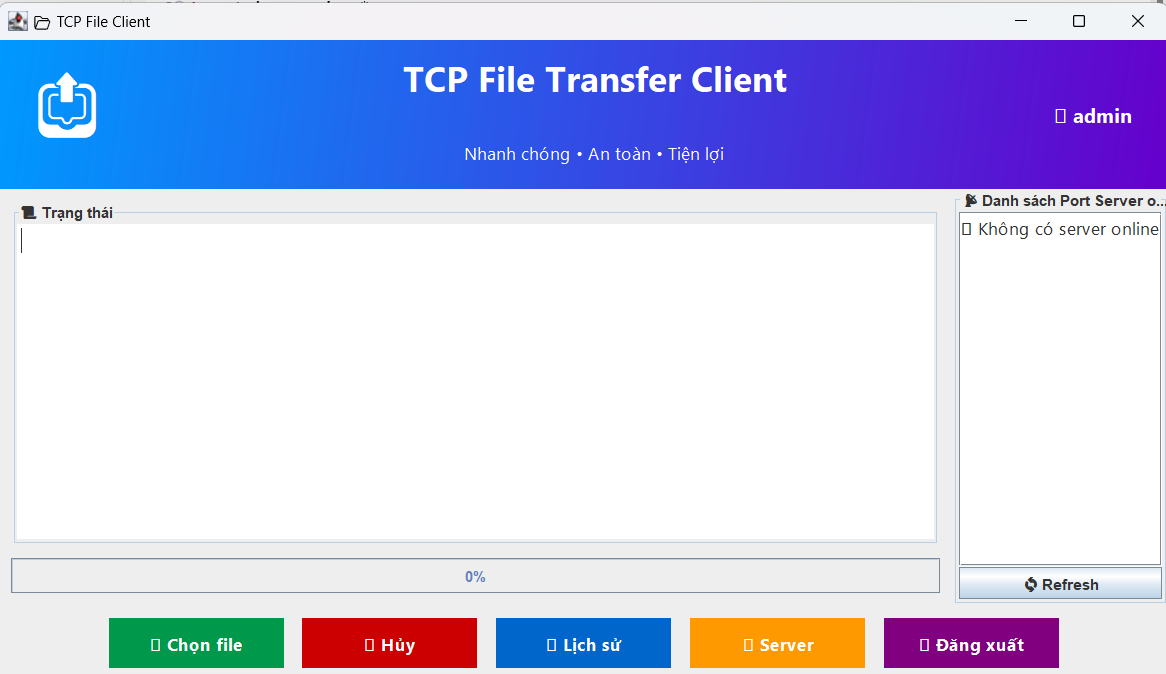 TCP File Client
TCP File Transfer Client
admin
Nhanh chóng • An toàn • Tiện lợi
Trạng thái
Danh sách Port Server o...
Không có server online
0%
Refresh
Chọn file
Hủy
Lịch sử
Server
Đăng xuất